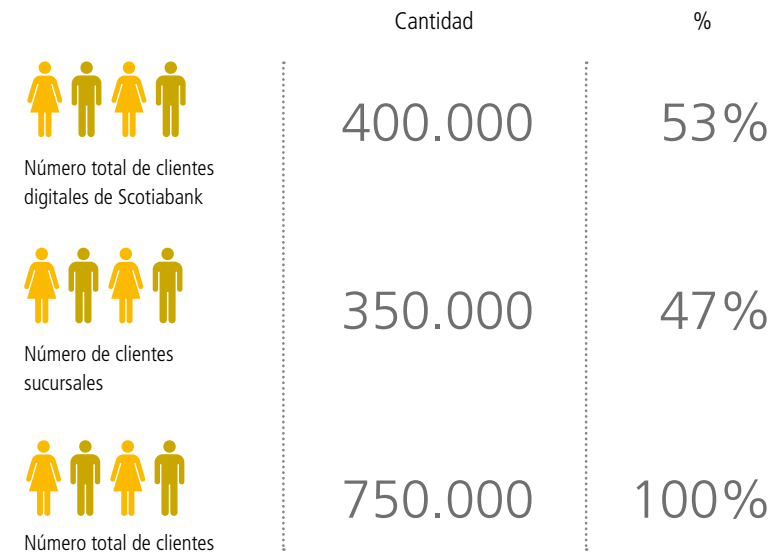 Cantidad %
400.000 53%
Número total de clientes
digitales de Scotiabank
350.000 47%
Número de clientes
sucursales
750.000 100%
Número total de clientes